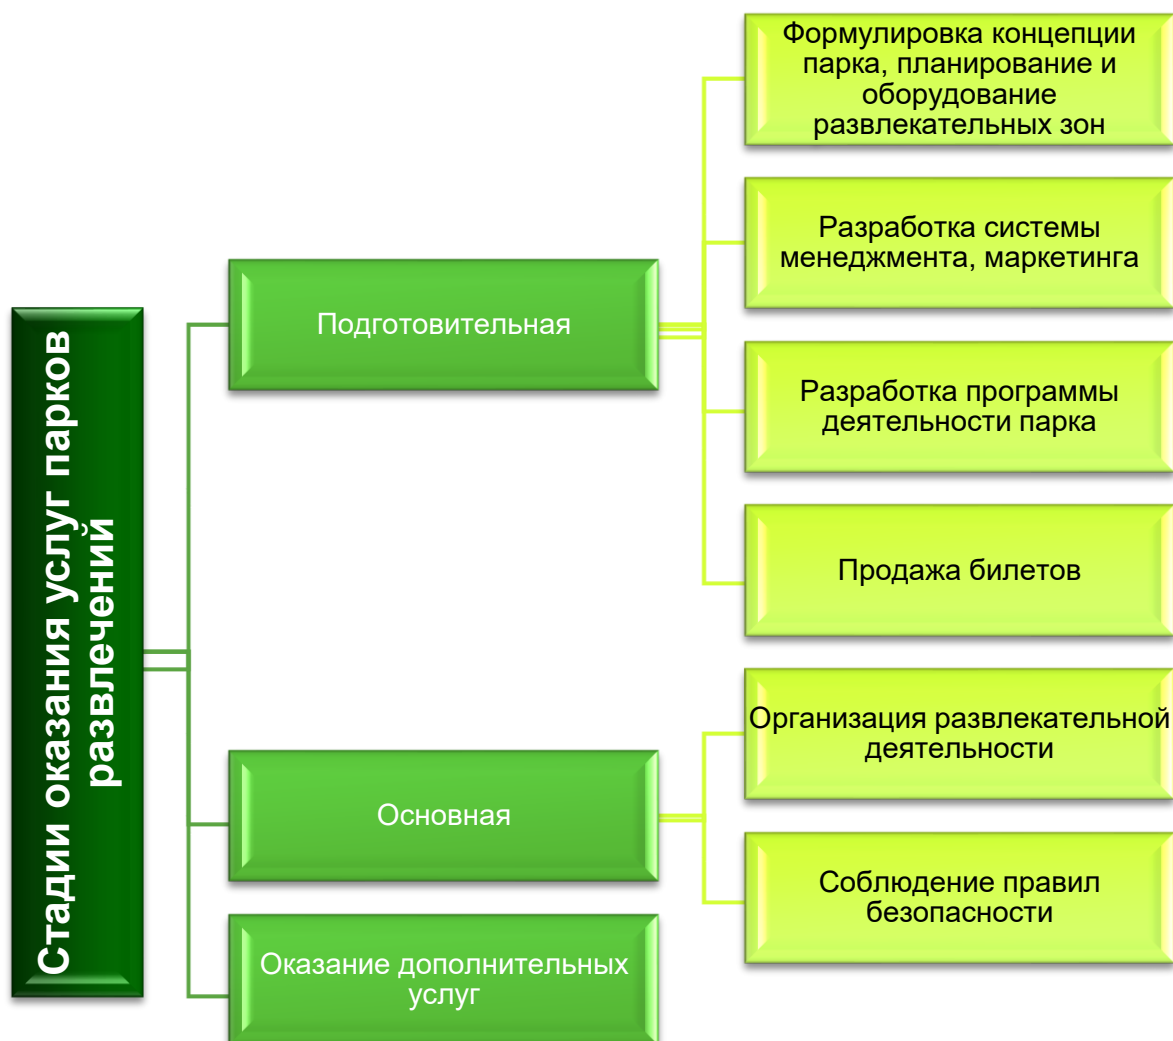 Стадии оказания услуг парков
развлечений
Подготовительная
Формулировка концепции
парка, планирование и
оборудование
развлекательных зон
Разработка системы
менеджмента, маркетинга
Разработка программы
деятельности парка
Продажа билетов
Основная
Организация развлекательной
деятельности
Соблюдение правил
безопасности
Оказание дополнительных
услуг